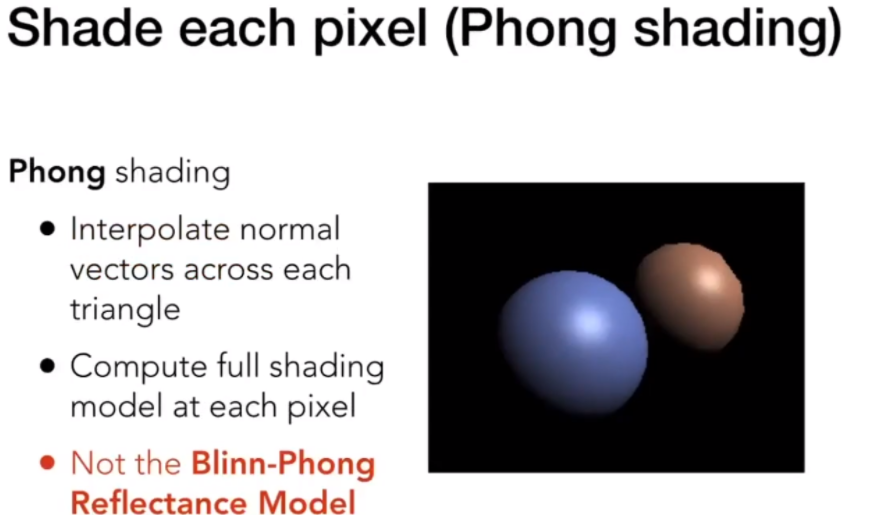 Shade each pixel (Phong shading)
Phong shading
• Interpolate normal
vectors across each
triangle
• Compute full shading
model at each pixel
• Not the Blinn-Phong
Reflectance Model